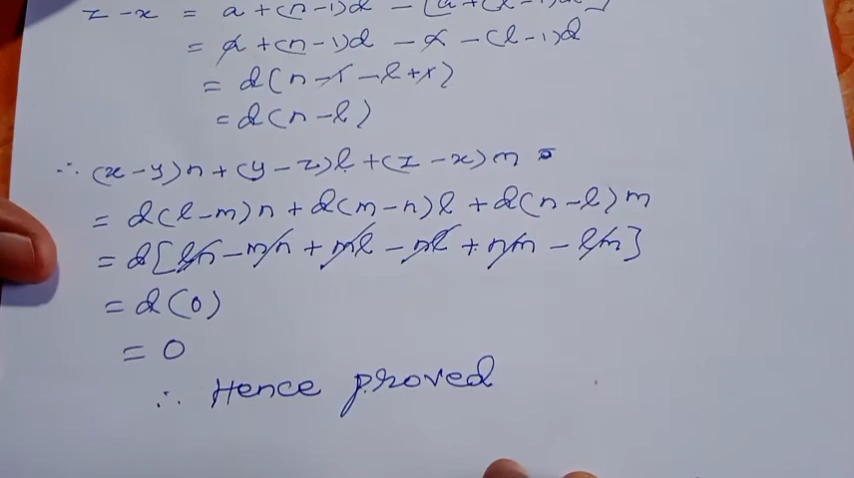 z - x = a + (n-1)d - [a + (l-1)d]
= a + (n-1)d - a - (l-1)d
= d(n-1-l+1)
= d(n-l)
∴ (x-y)n + (y-z)l + (z-x)m =
= d(l-m)n + d(m-n)l + d(n-l)m
= d[ln - mn + ml - nl + nm - lm]
= d(0)
= 0
∴ Hence proved